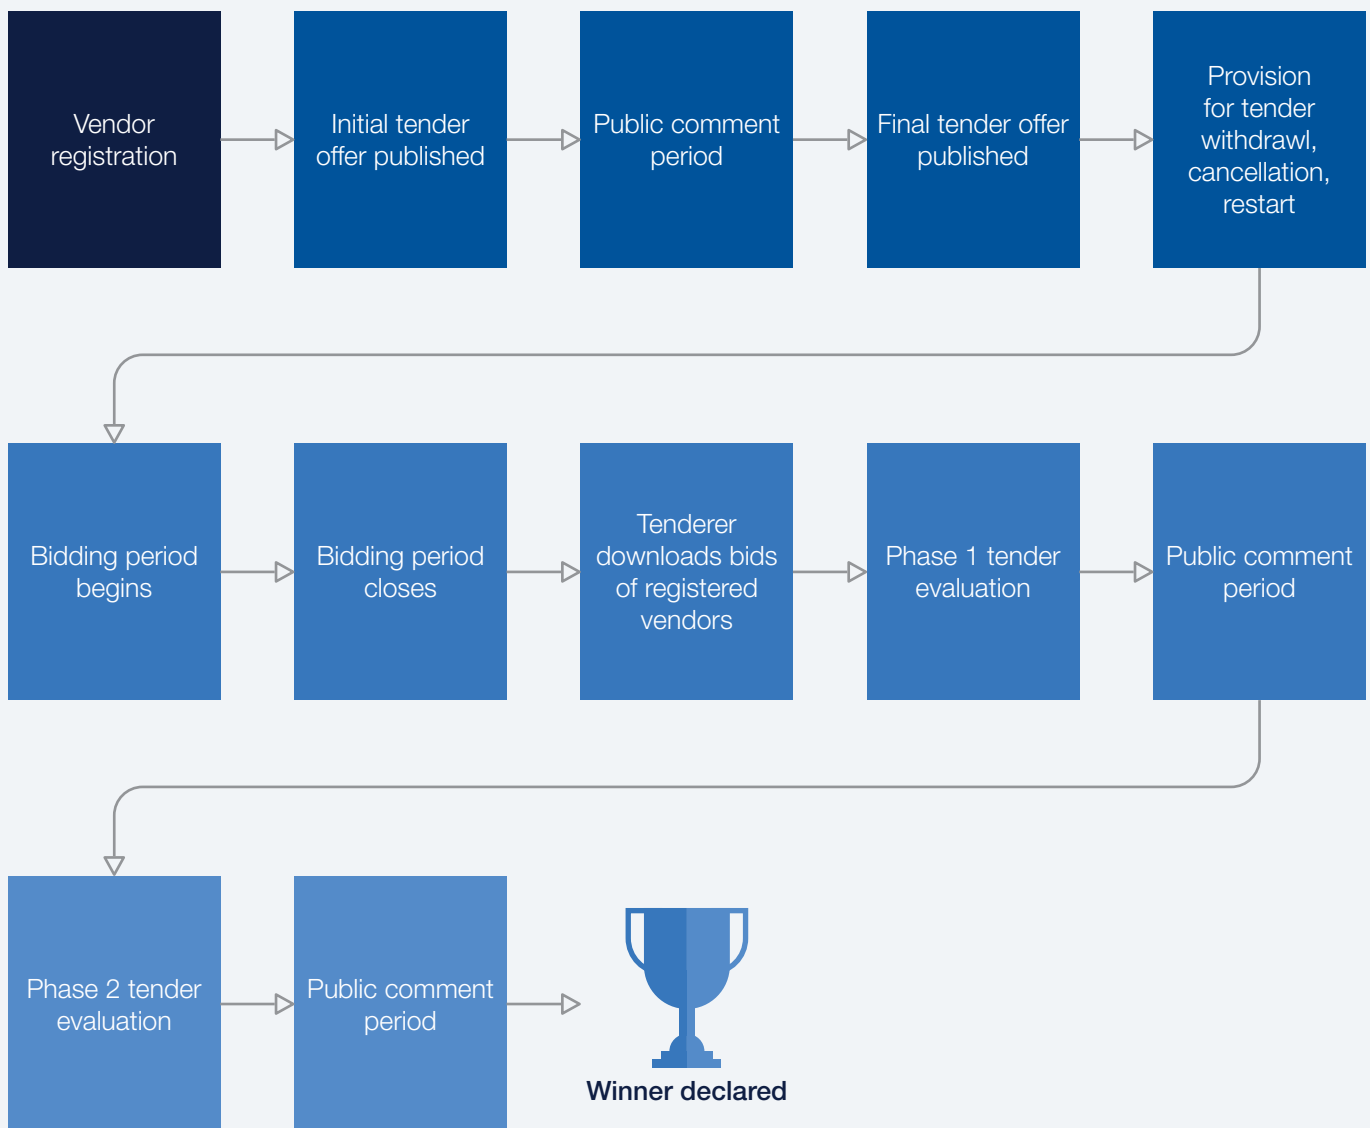 Vendor
registration
Initial tender
offer published
Public comment
period
Final tender offer
published
Provision
for tender
withdrawl,
cancellation,
restart
Bidding period
begins
Bidding period
closes
Tenderer
downloads bids
of registered
vendors
Phase 1 tender
evaluation
Public comment
period
Phase 2 tender
evaluation
Public comment
period
Winner declared